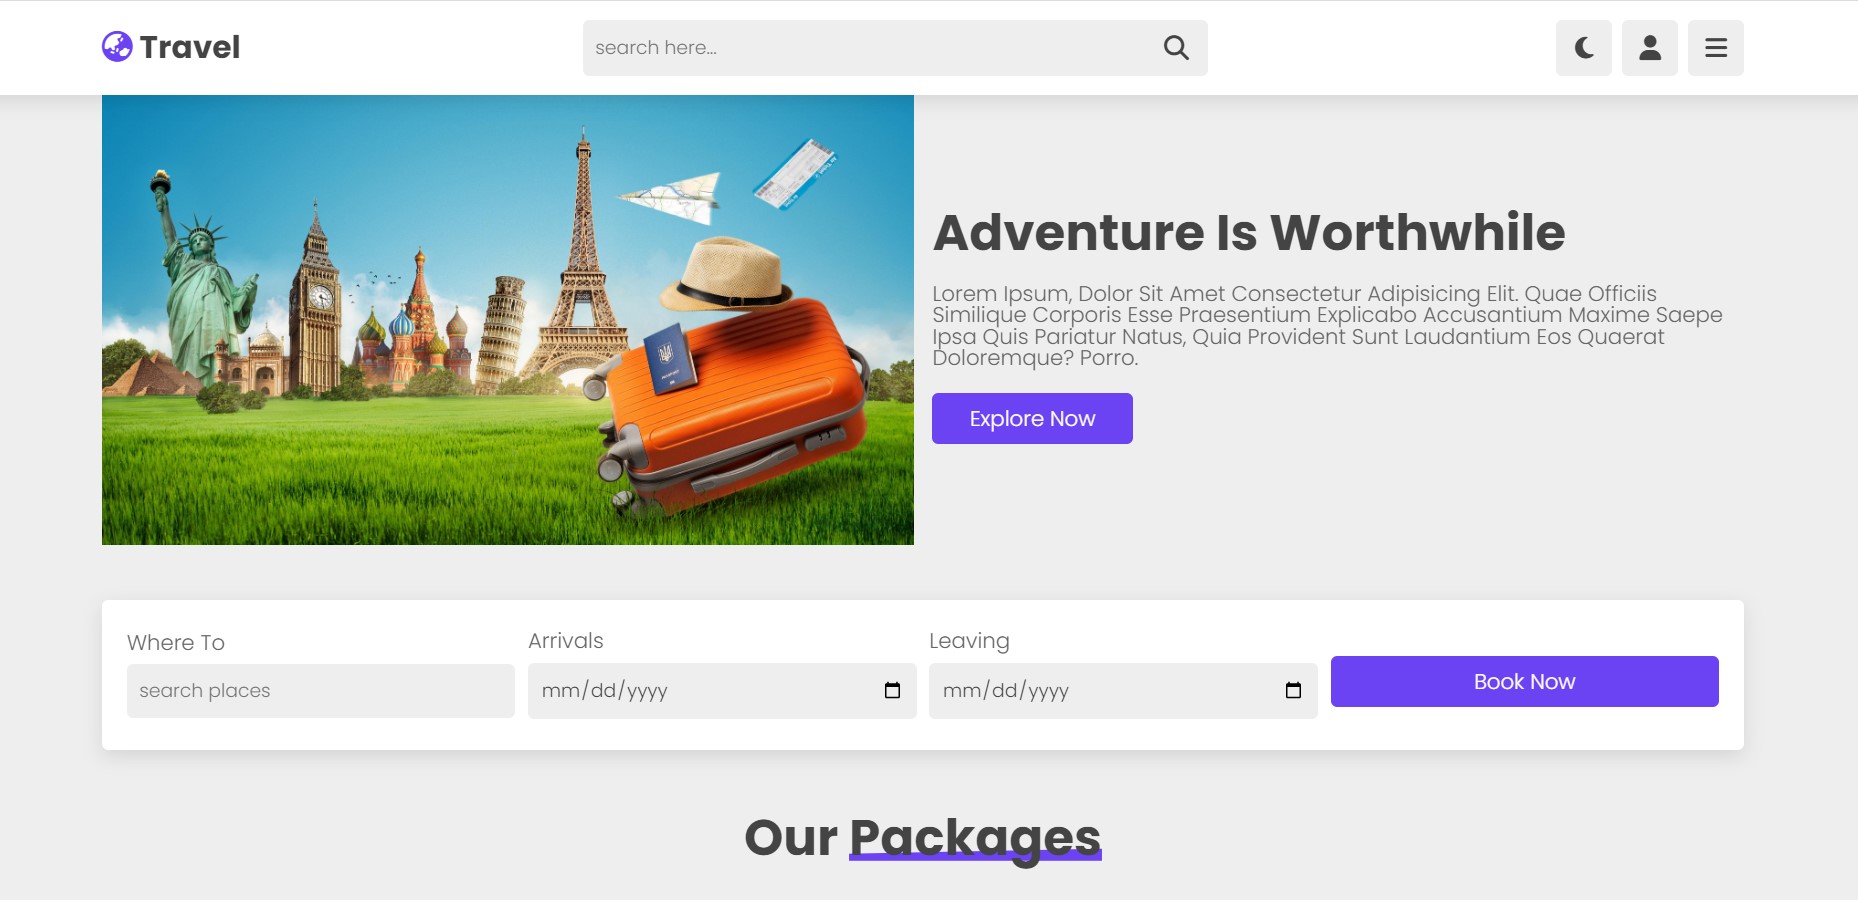 Travel
search here...
Adventure Is Worthwhile
Lorem Ipsum, Dolor Sit Amet Consectetur Adipisicing Elit. Quae Officiis
Similique Corporis Esse Praesentium Explicabo Accusantium Maxime Saepe
Ipsa Quis Pariatur Natus, Quia Provident Sunt Laudantium Eos Quaerat
Doloremque? Porro.
Explore Now
Where To
Arrivals
Leaving
search places
mm/dd/yyyy
mm/dd/yyyy
Book Now
Our Packages